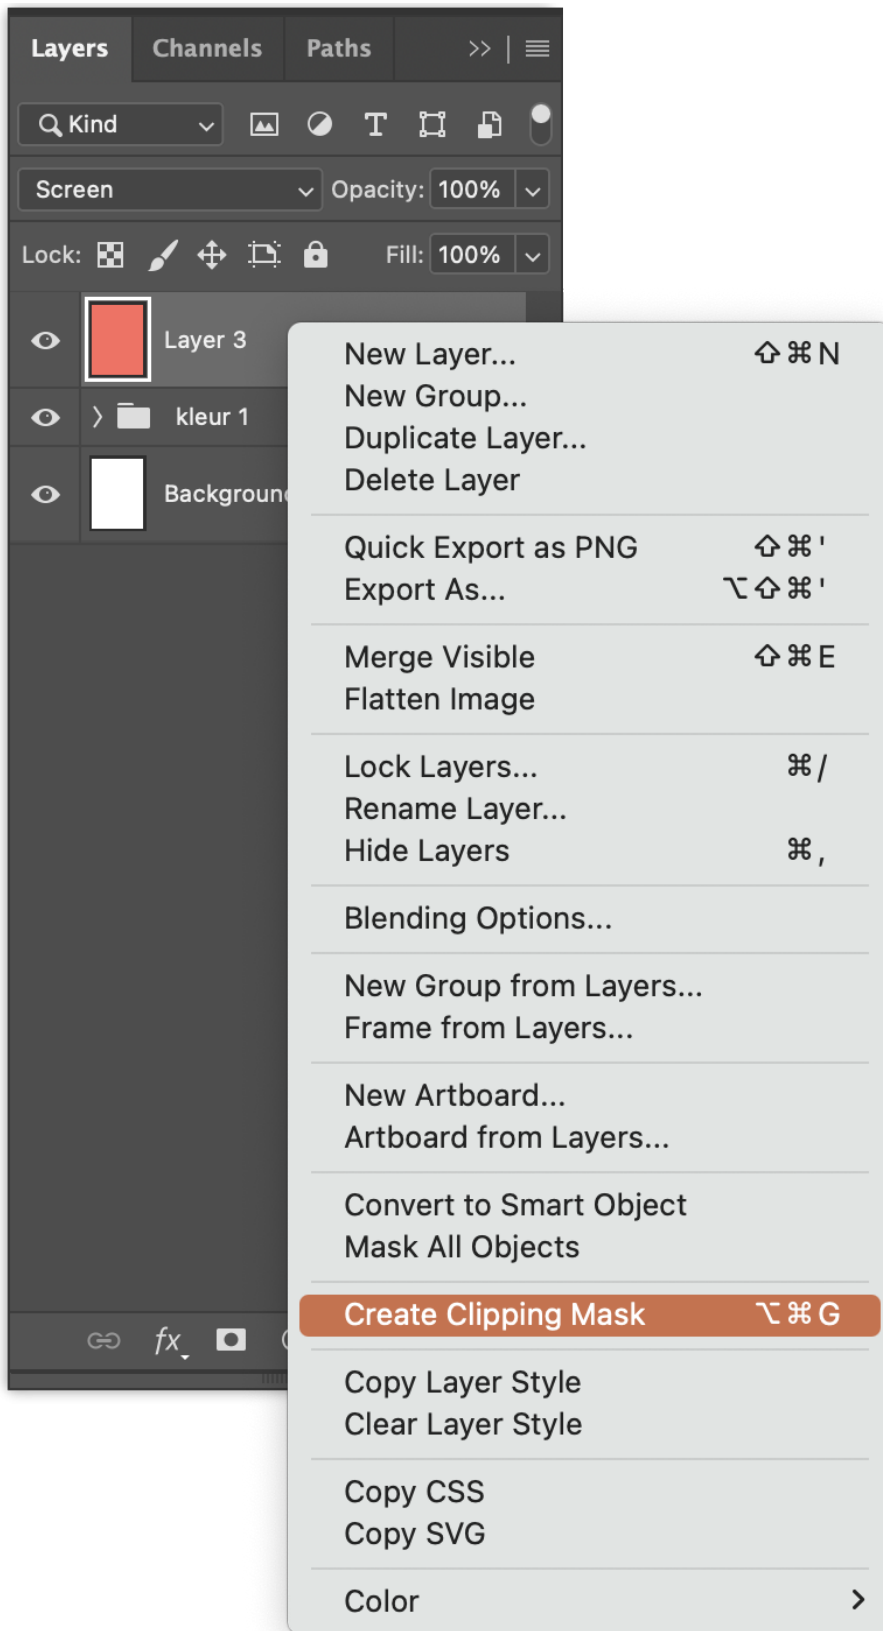 Layers Channels Paths
Kind
Screen Opacity: 100%
Lock: Fill: 100%
Layer 3
kleur 1
Background
New Layer... ⇧⌘N
New Group...
Duplicate Layer...
Delete Layer
Quick Export as PNG ⇧⌘'
Export As... ⌥⇧⌘'
Merge Visible ⇧⌘E
Flatten Image
Lock Layers... ⌘/
Rename Layer...
Hide Layers ⌘,
Blending Options...
New Group from Layers...
Frame from Layers...
New Artboard...
Artboard from Layers...
Convert to Smart Object
Mask All Objects
Create Clipping Mask ⌥⌘G
fx
Copy Layer Style
Clear Layer Style
Copy CSS
Copy SVG
Color